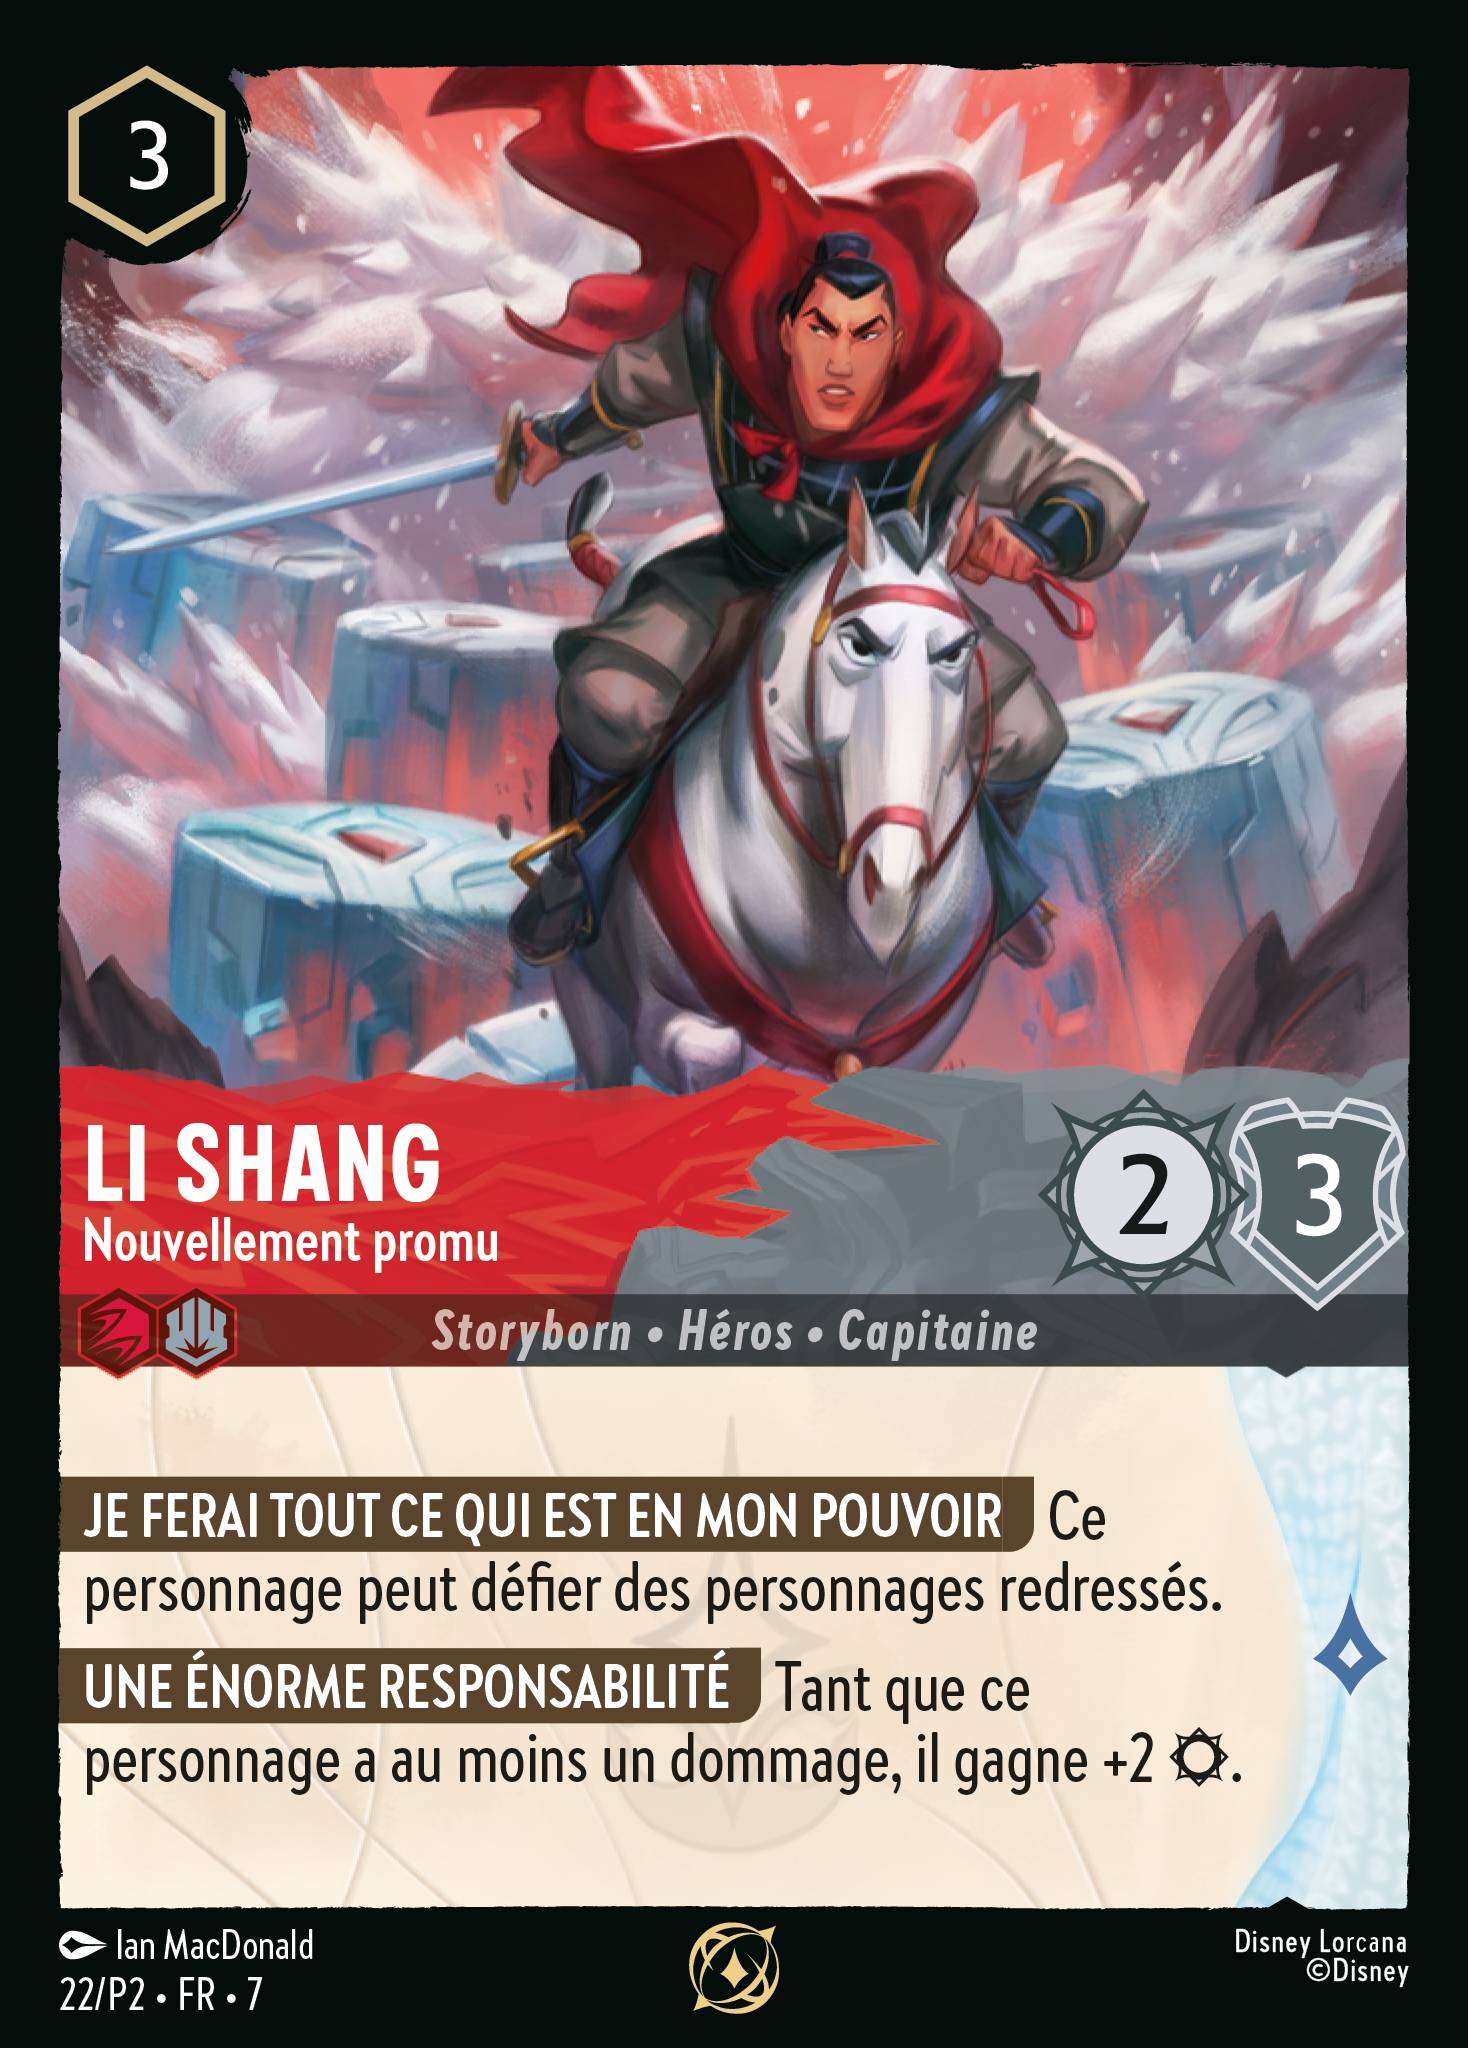 3
LI SHANG
Nouvellement promu
2
3
Storyborn • Héros • Capitaine
JE FERAI TOUT CE QUI EST EN MON POUVOIR Ce
personnage peut défier des personnages redressés.
UNE ÉNORME RESPONSABILITÉ Tant que ce
personnage a au moins un dommage, il gagne +2 .
Ian MacDonald
22/P2 • FR • 7
Disney Lorcana
©Disney